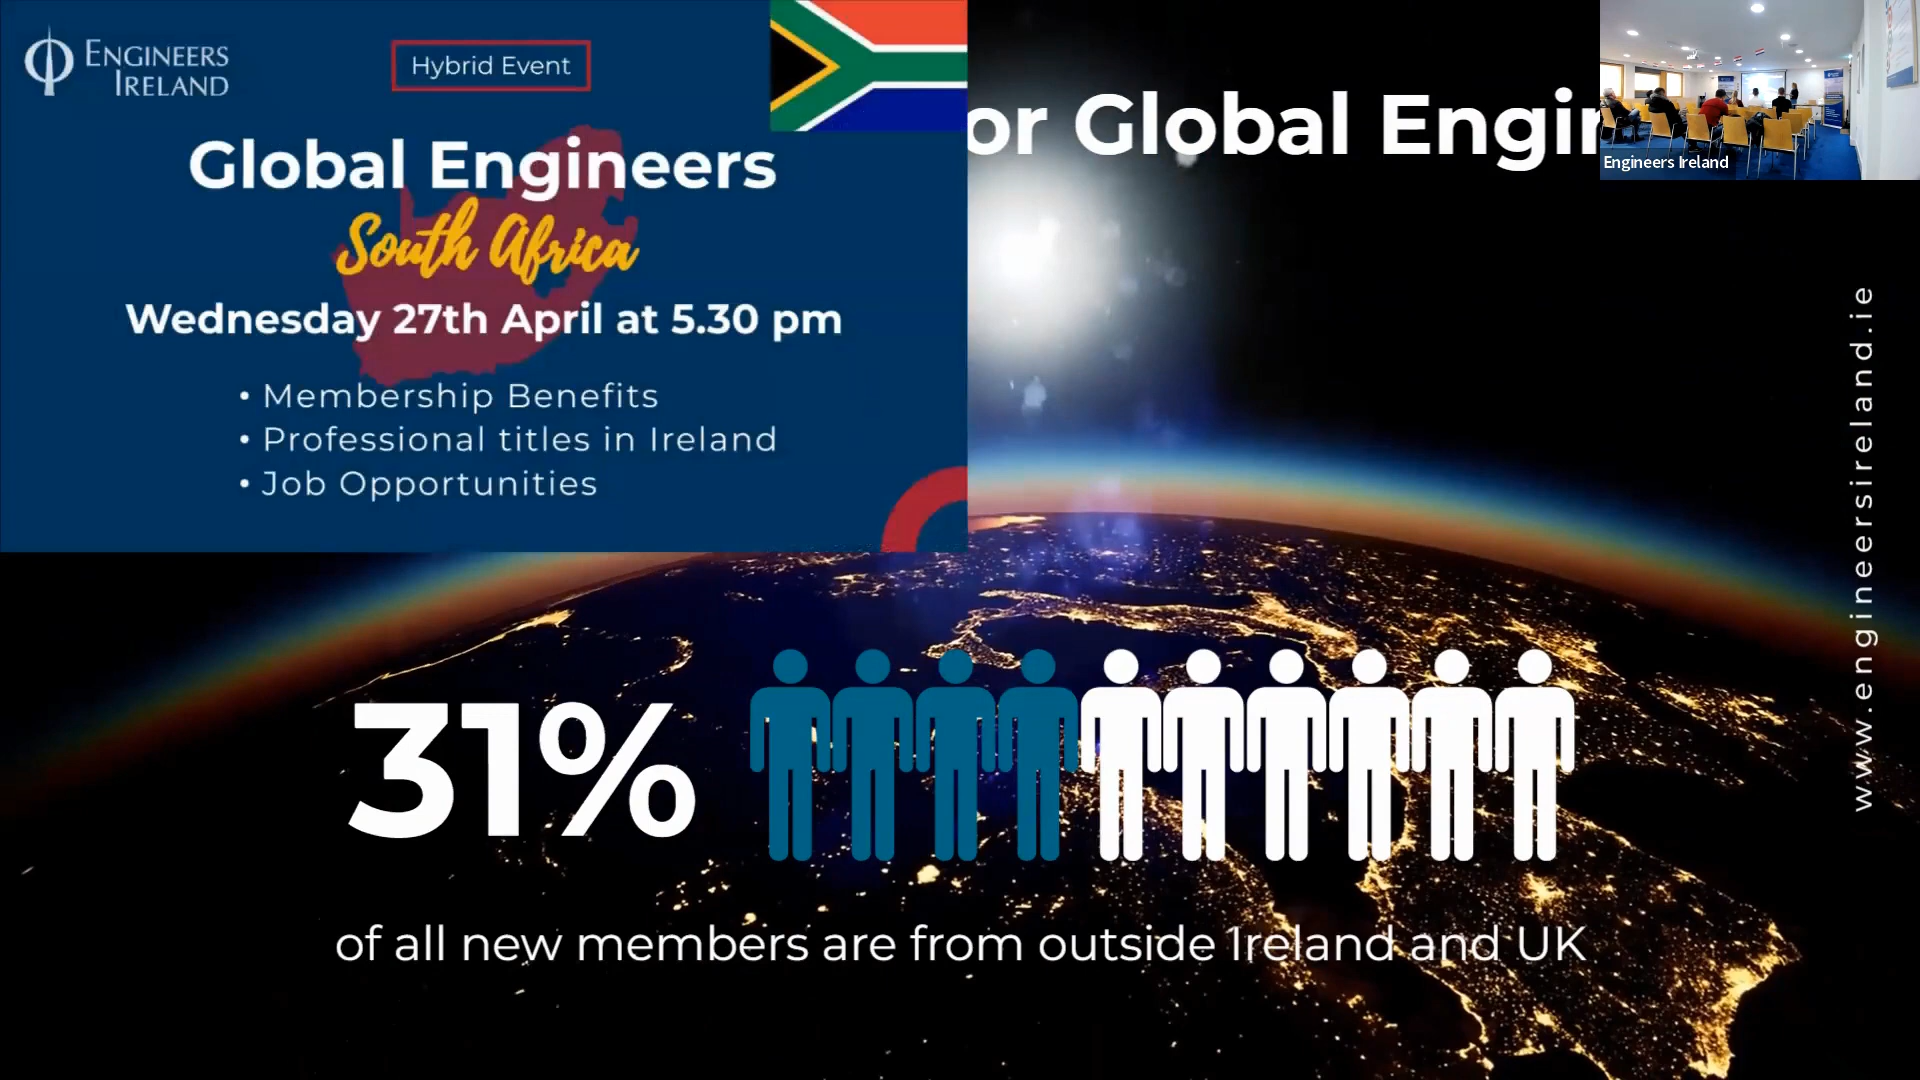 ENGINEERS
IRELAND
Hybrid Event
Global Engineers
South Africa
Wednesday 27th April at 5.30 pm
• Membership Benefits
• Professional titles in Ireland
• Job Opportunities
or Global Engin
Engineers Ireland
www.engineersireland.ie
31%
of all new members are from outside Ireland and UK